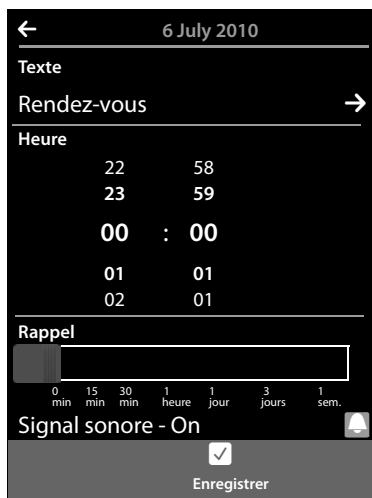 6 July 2010
Texte
Rendez-vous
Heure
22 58
23 59
00 : 00
01 01
02 01
Rappel
0 min 15 min 30 min 1 heure 1 jour 3 jours 1 sem.
Signal sonore - On
Enregistrer